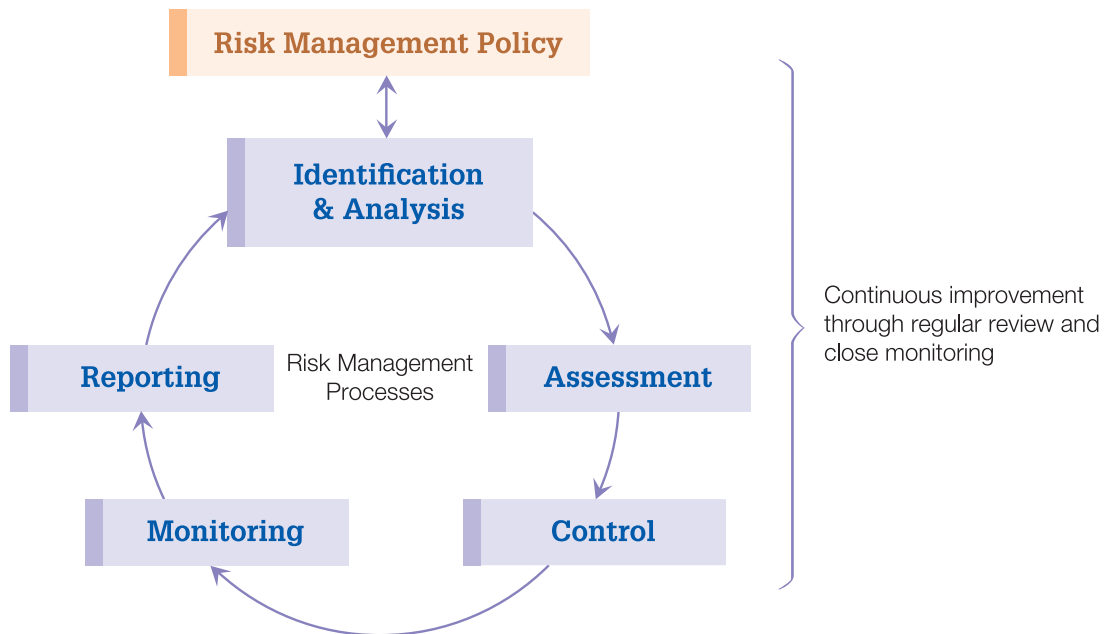 Risk Management Policy
Identification
& Analysis
Continuous improvement
through regular review and
close monitoring
Reporting
Risk Management
Processes
Assessment
Monitoring
Control